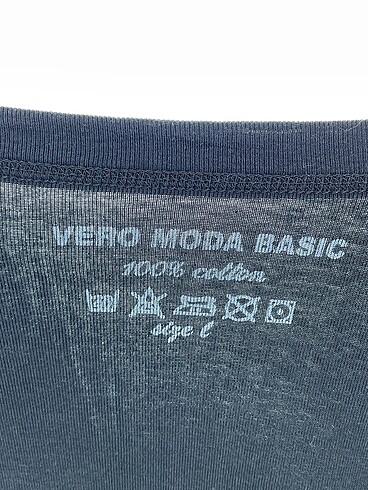 VERO MODA BASIC
100% cotton
size l